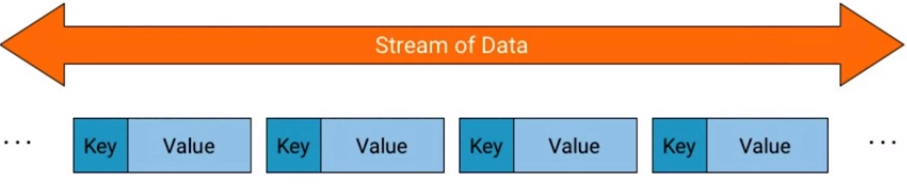 Stream of Data
... Key Value Key Value Key Value Key Value ...